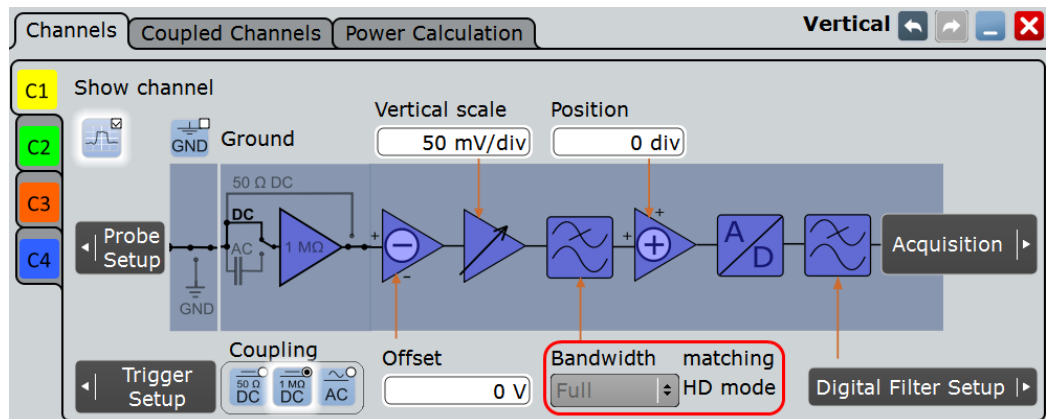 Channels Coupled Channels Power Calculation Vertical
C1 Show channel
Vertical scale Position
C2 GND Ground 50 mV/div 0 div
50 Ω DC
C3 DC
Probe Setup AC 1 MΩ + - + + A/D Acquisition
C4
GND
Coupling Offset Bandwidth matching
Trigger Setup 50 Ω DC 1 MΩ DC AC 0 V Full HD mode Digital Filter Setup